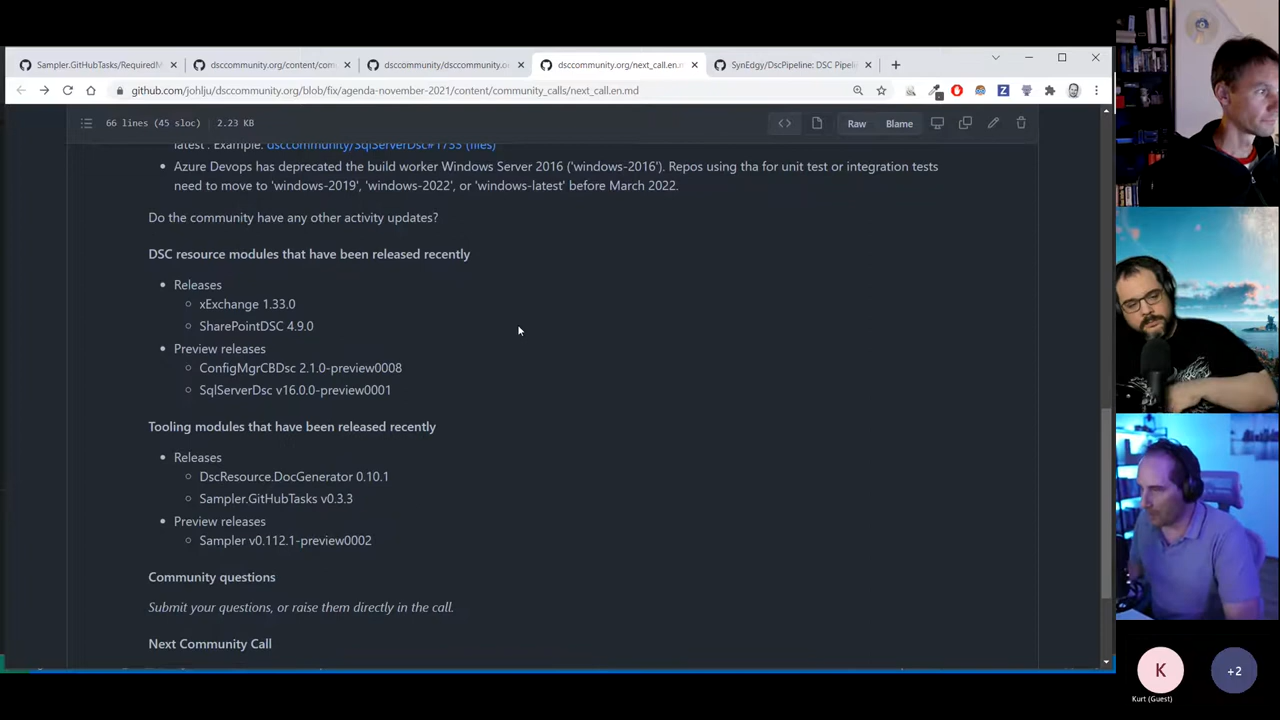 Sampler.GitHubTasks/RequiredM
dsccommunity.org/content/com
dsccommunity/dsccommunity.o
dsccommunity.org/next_call.en.m
SynEdgy/DscPipeline: DSC Pipeli
github.com/johlju/dsccommunity.org/blob/fix/agenda-november-2021/content/community_calls/next_call.en.md
66 lines (45 sloc) 2.23 KB
Raw
Blame
latest'. Example: dsccommunity/SqlServerDsc#1733 (files)
Azure Devops has deprecated the build worker Windows Server 2016 ('windows-2016'). Repos using tha for unit test or integration tests
need to move to 'windows-2019', 'windows-2022', or 'windows-latest' before March 2022.
Do the community have any other activity updates?
DSC resource modules that have been released recently
Releases
xExchange 1.33.0
SharePointDSC 4.9.0
Preview releases
ConfigMgrCBDsc 2.1.0-preview0008
SqlServerDsc v16.0.0-preview0001
Tooling modules that have been released recently
Releases
DscResource.DocGenerator 0.10.1
Sampler.GitHubTasks v0.3.3
Preview releases
Sampler v0.112.1-preview0002
Community questions
Submit your questions, or raise them directly in the call.
Next Community Call
K
+2
Kurt (Guest)